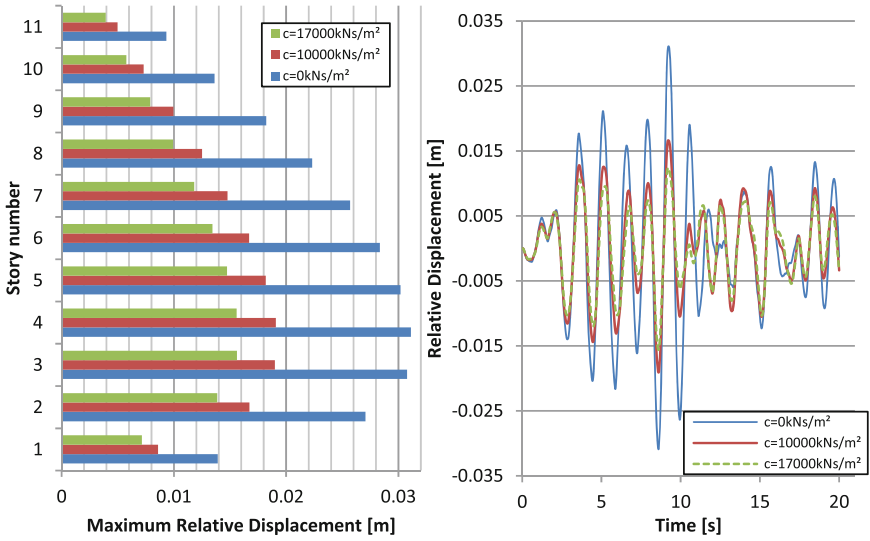 11
10
9
8
7
6
5
4
3
2
1
Story number
c=17000kNs/m²
c=10000kNs/m²
c=0kNs/m²
0
0.01
0.02
0.03
Maximum Relative Displacement [m]
0.035
0.025
0.015
0.005
-0.005
-0.015
-0.025
-0.035
Relative Displacement [m]
c=0kNs/m²
c=10000kNs/m²
c=17000kNs/m²
0
5
10
15
20
Time [s]